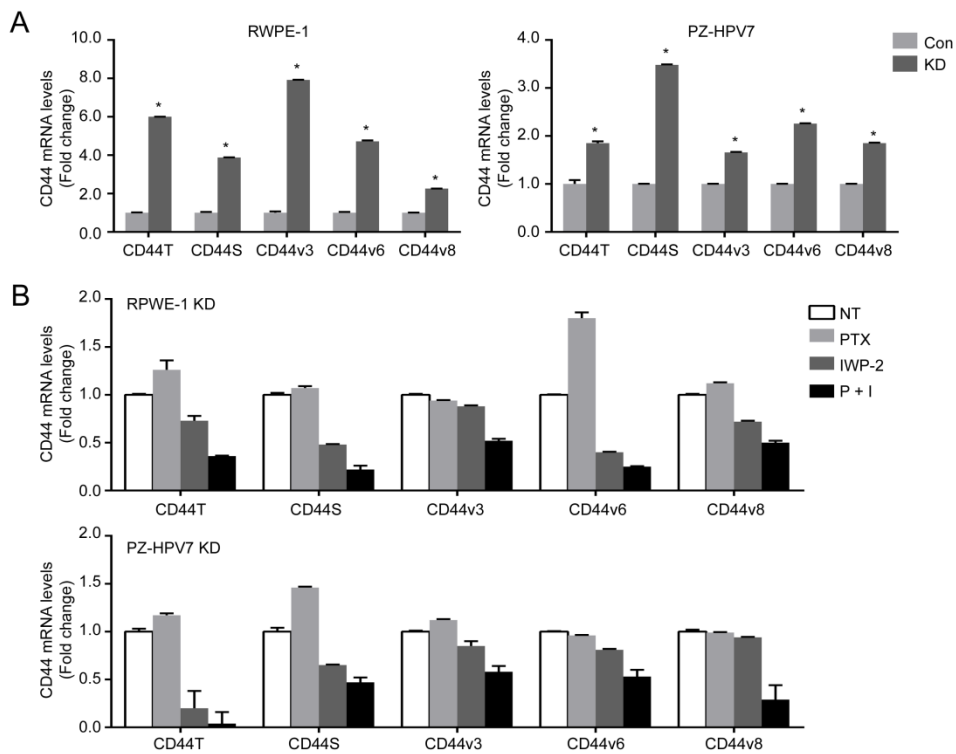 A
RWPE-1
CD44 mRNA levels
(Fold change)
10.0
8.0
6.0
4.0
2.0
0.0
* * * * *
CD44T CD44S CD44v3 CD44v6 CD44v8
PZ-HPV7
CD44 mRNA levels
(Fold change)
4.0
3.0
2.0
1.0
0.0
* * * * *
CD44T CD44S CD44v3 CD44v6 CD44v8
Con
KD
B
RPWE-1 KD
CD44 mRNA levels
(Fold change)
2.0
1.5
1.0
0.5
0.0
CD44T CD44S CD44v3 CD44v6 CD44v8
NT
PTX
IWP-2
P + I
PZ-HPV7 KD
CD44 mRNA levels
(Fold change)
2.0
1.5
1.0
0.5
0.0
CD44T CD44S CD44v3 CD44v6 CD44v8